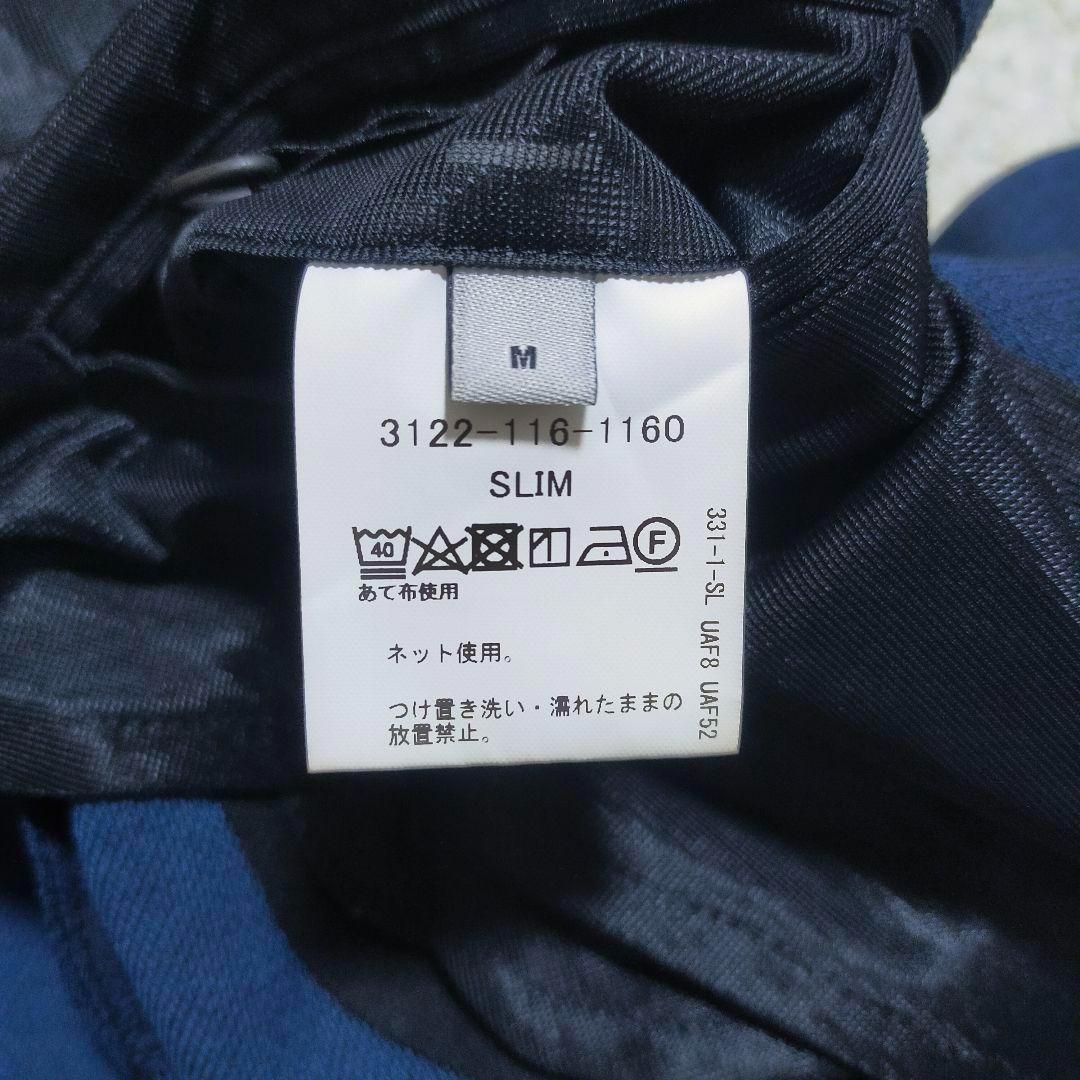 M
3122-116-1160
SLIM
40 F
あて布使用
ネット使用。
つけ置き洗い・濡れたままの
放置禁止。
331-1-SL UAF8 UAF52